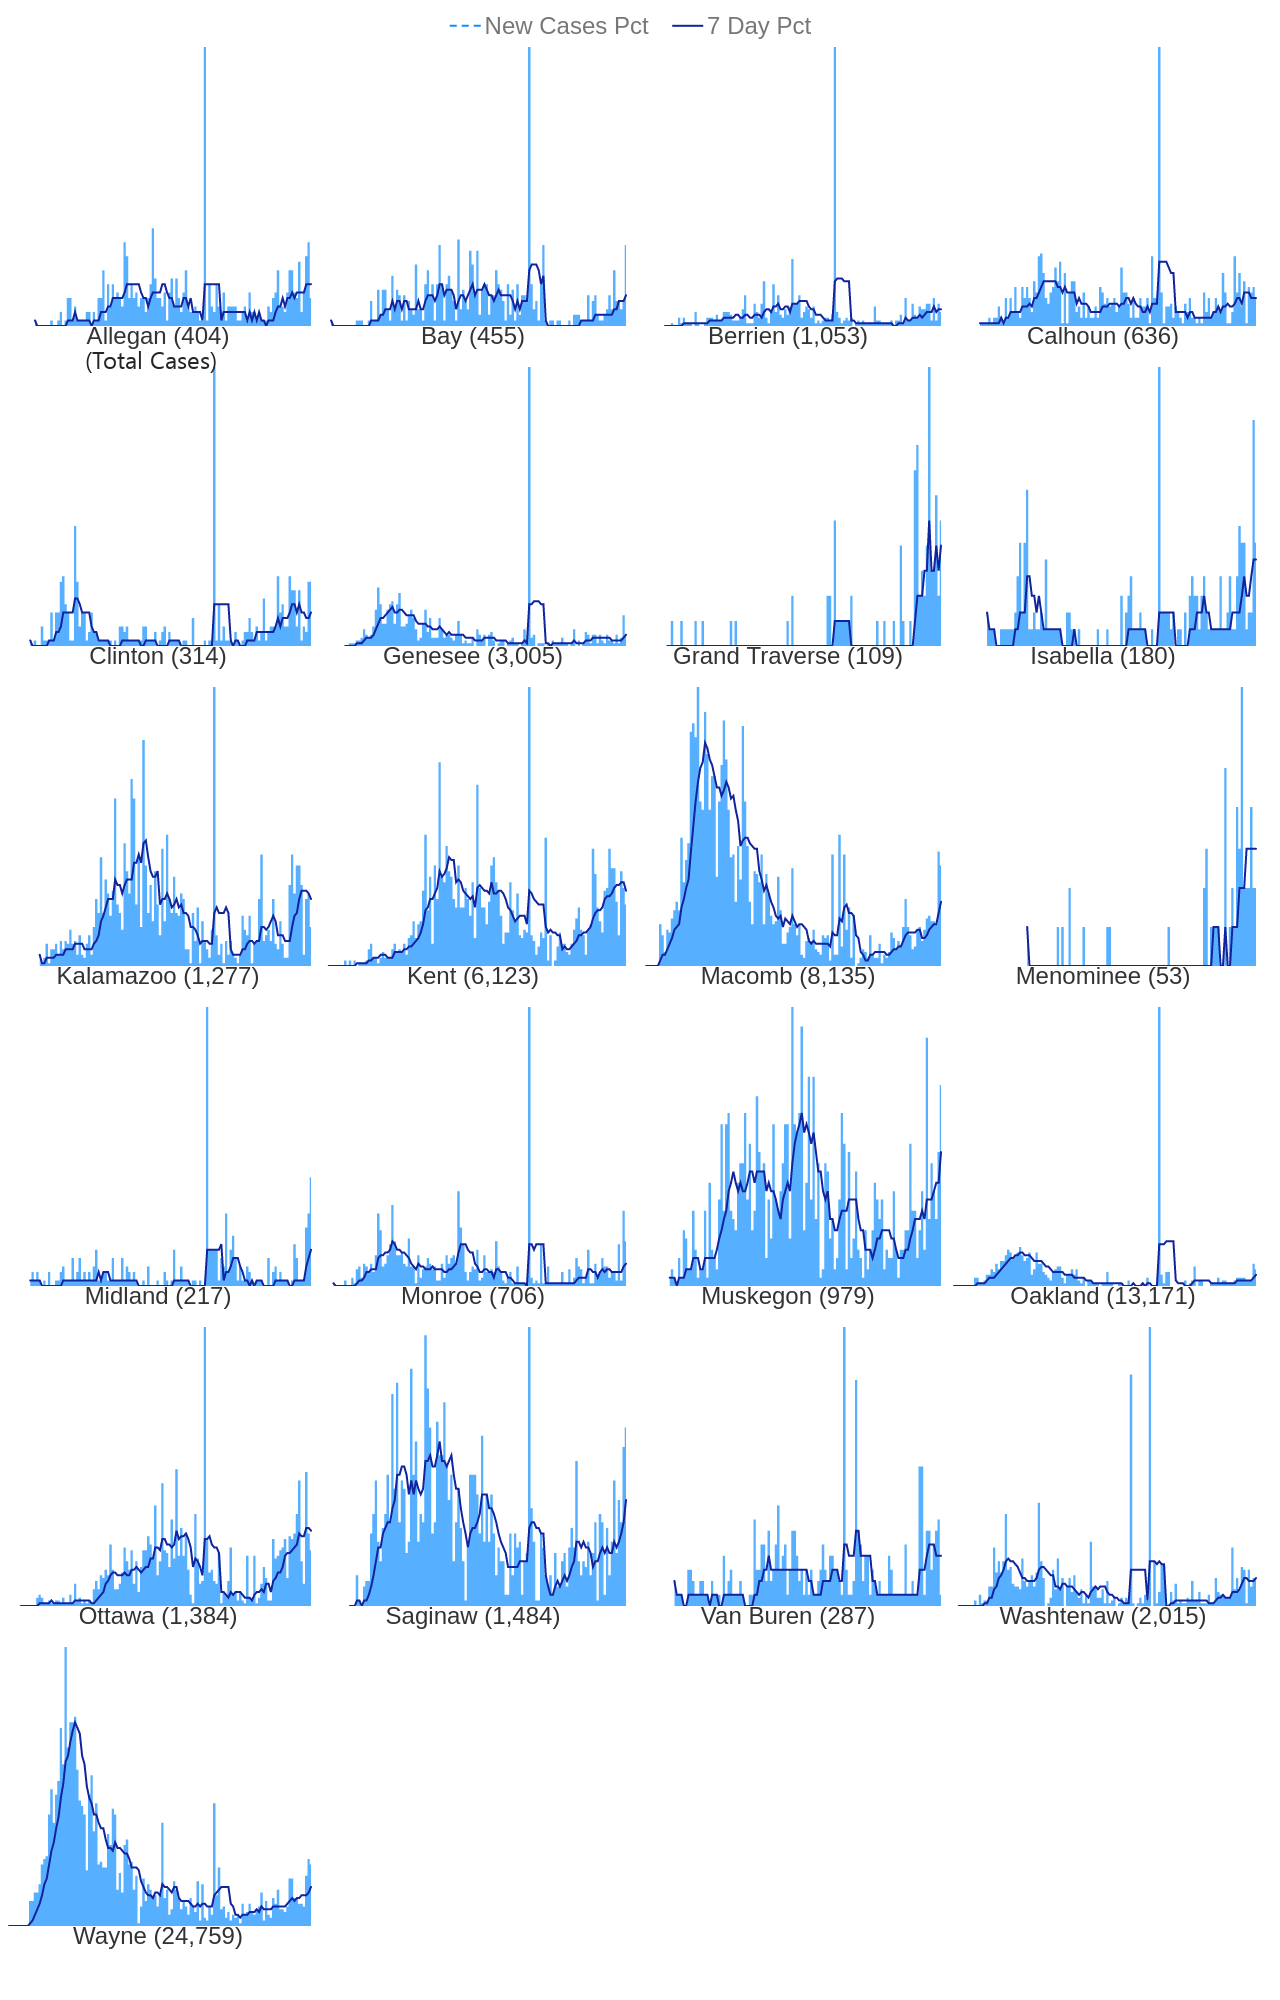 New Cases Pct 7 Day Pct
Allegan (404) Bay (455) Berrien (1,053) Calhoun (636)
(Total Cases)
Clinton (314) Genesee (3,005) Grand Traverse (109) Isabella (180)
Kalamazoo (1,277) Kent (6,123) Macomb (8,135) Menominee (53)
Midland (217) Monroe (706) Muskegon (979) Oakland (13,171)
Ottawa (1,384) Saginaw (1,484) Van Buren (287) Washtenaw (2,015)
Wayne (24,759)